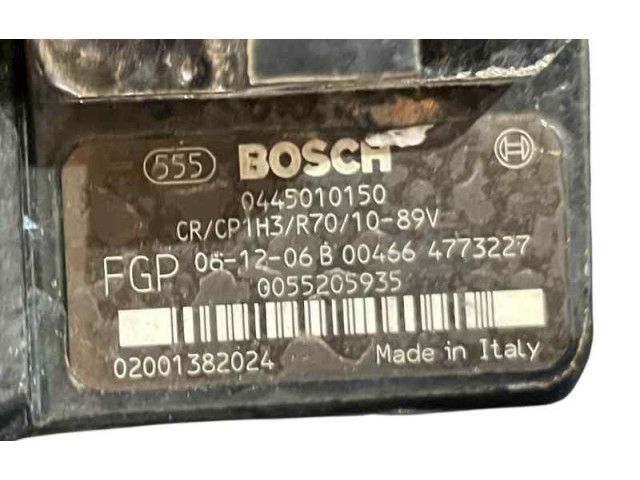 555 BOSCH
0445010150
CR/CP1H3/R70/10-89V
FGP 06-12-06 B 00466 4773227
0055205935
02001382024 Made in Italy